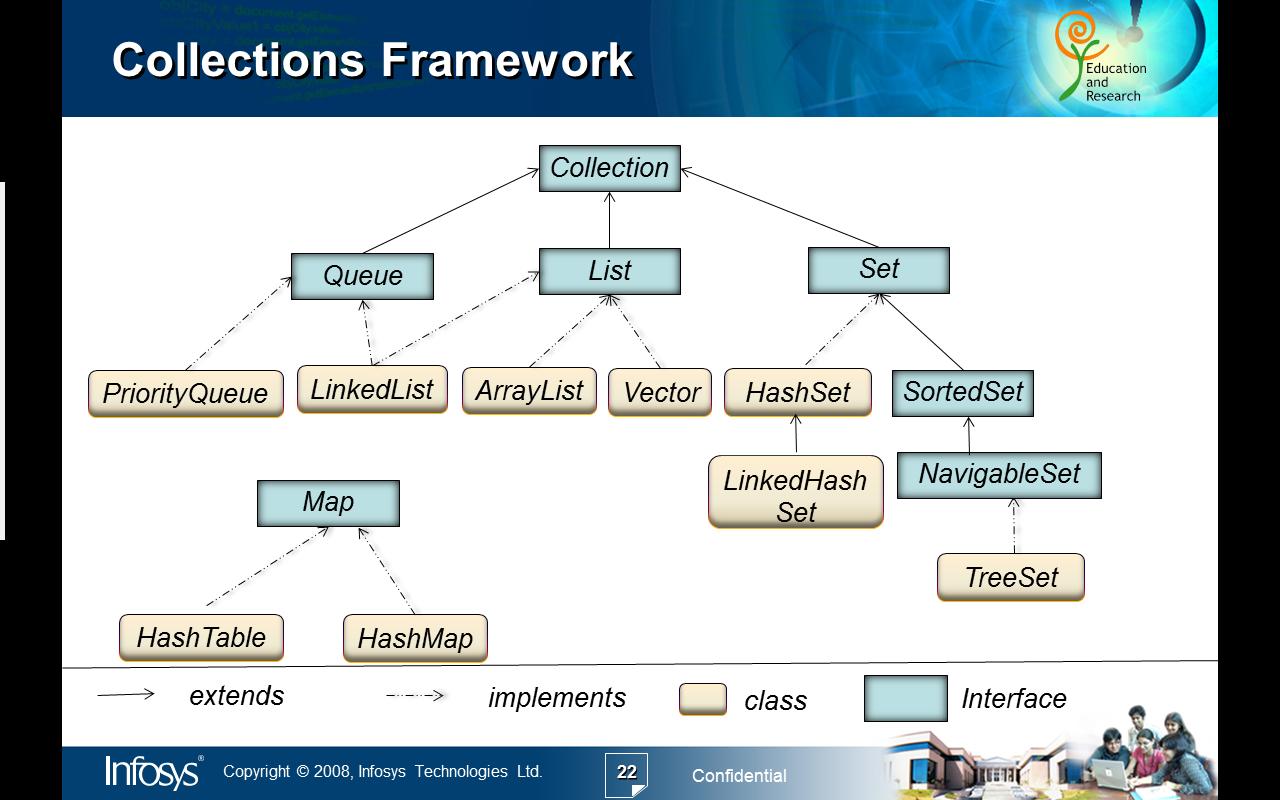 Collections Framework
Education
and
Research
Collection
Queue
List
Set
PriorityQueue
LinkedList
ArrayList
Vector
HashSet
SortedSet
LinkedHash
Set
NavigableSet
Map
TreeSet
HashTable
HashMap
extends
implements
class
Interface
Infosys®
Copyright © 2008, Infosys Technologies Ltd.
22
Confidential